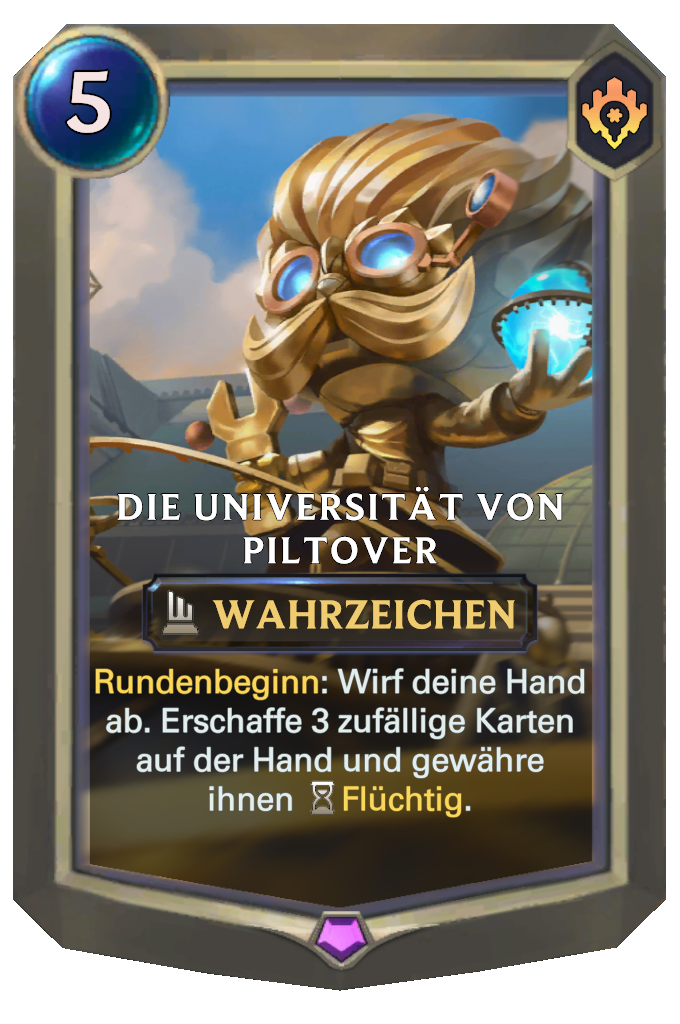 5
DIE UNIVERSITÄT VON
PILTOVER
WAHRZEICHEN
Rundenbeginn: Wirf deine Hand
ab. Erschaffe 3 zufällige Karten
auf der Hand und gewähre
ihnen Flüchtig.